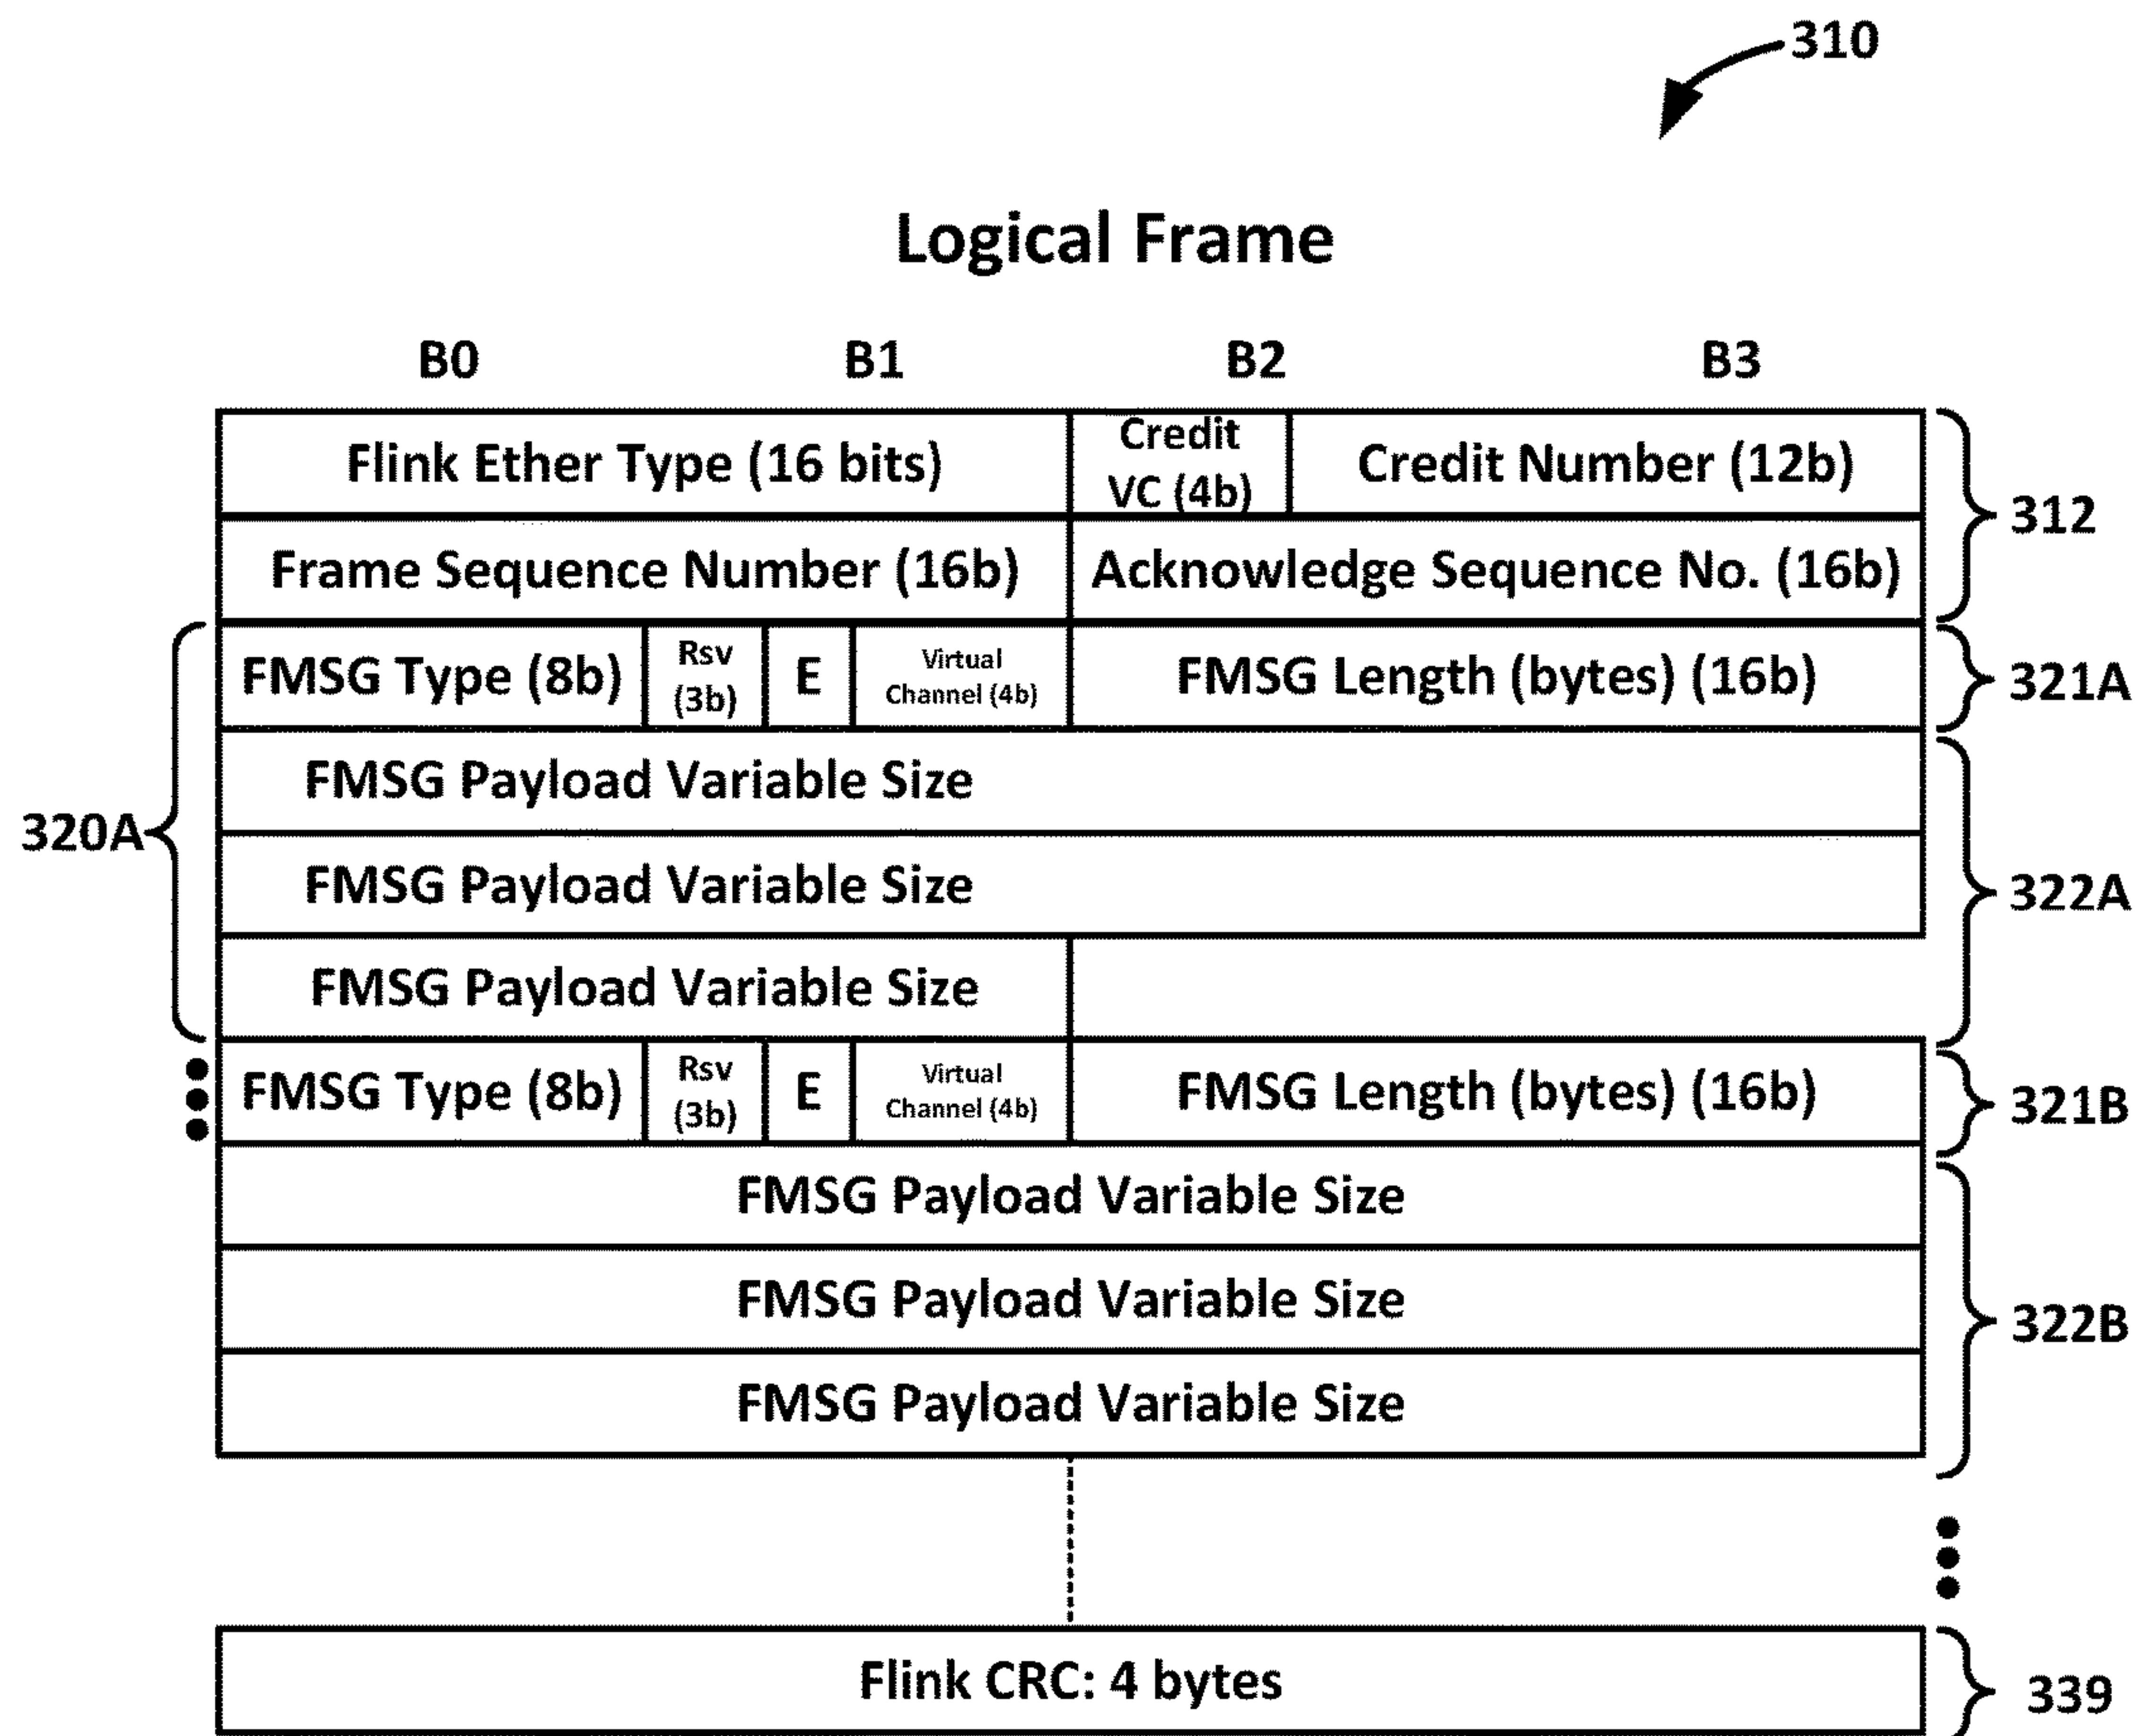 310
Logical Frame
B0 B1 B2 B3
Flink Ether Type (16 bits) Credit VC (4b) Credit Number (12b)
312
Frame Sequence Number (16b) Acknowledge Sequence No. (16b)
FMSG Type (8b) Rsv (3b) E Virtual Channel (4b) FMSG Length (bytes) (16b) 321A
FMSG Payload Variable Size
320A
FMSG Payload Variable Size 322A
FMSG Payload Variable Size
FMSG Type (8b) Rsv (3b) E Virtual Channel (4b) FMSG Length (bytes) (16b) 321B
FMSG Payload Variable Size
FMSG Payload Variable Size 322B
FMSG Payload Variable Size
Flink CRC: 4 bytes 339